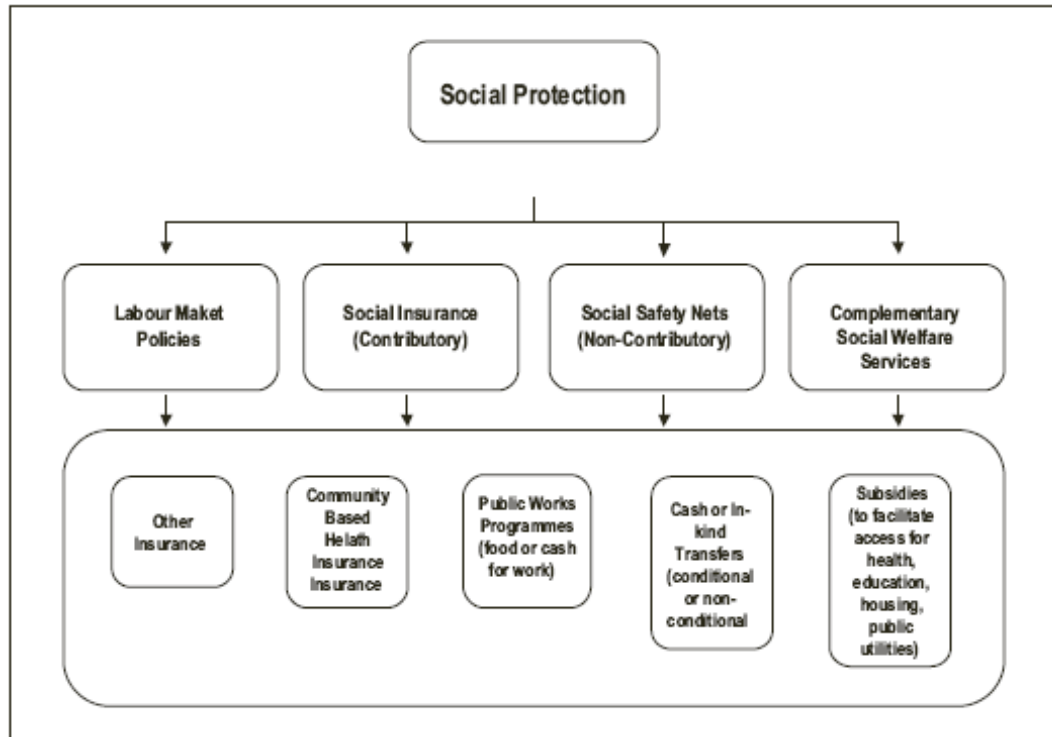 Social Protection
Labour Maket
Policies
Social Insurance
(Contributory)
Social Safety Nets
(Non-Contributory)
Complementary
Social Welfare
Services
Other
Insurance
Community
Based
Helath
Insurance
Insurance
Public Works
Programmes
(food or cash
for work)
Cash or In-
kind
Transfers
(conditional
or non-
conditional
Subsidies
(to facilitate
access for
health,
education,
housing,
public
utilities)